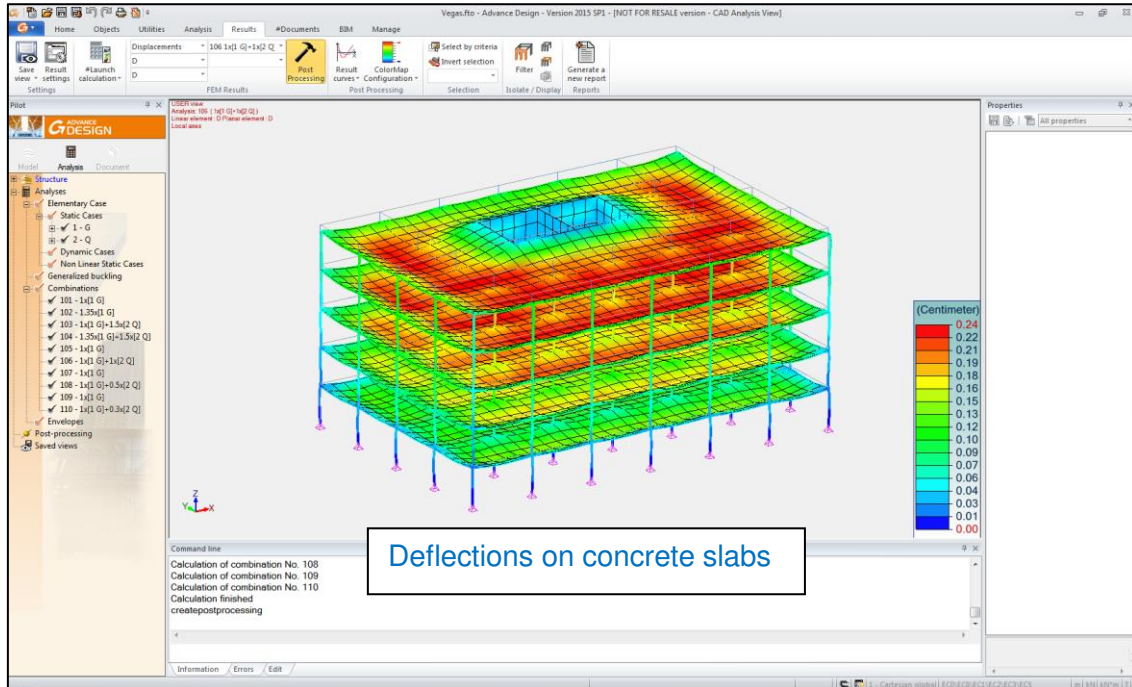 Vegas.fto - Advance Design - Version 2015 SP1 - [NOT FOR RESALE version - CAD Analysis View]
Home Objects Utilities Analysis Results #Documents BIM Manage
Displacements 106 1x[1 G]+1x[2 Q]
D
D
Save view
Result settings
#Launch calculation
Post Processing
Result curves
ColorMap Configuration
Select by criteria
Invert selection
Filter
Generate a new report
Settings FEM Results Post Processing Selection Isolate / Display Reports
Pilot
ADVANCE
DESIGN
Model Analysis Document
Structure
Analyses
Elementary Case
Static Cases
1 - G
2 - Q
Dynamic Cases
Non Linear Static Cases
Generalized buckling
Combinations
101 - 1x[1 G]
102 - 1.35x[1 G]
103 - 1x[1 G]+1.5x[2 Q]
104 - 1.35x[1 G]+1.5x[2 Q]
105 - 1x[1 G]
106 - 1x[1 G]+1x[2 Q]
107 - 1x[1 G]
108 - 1x[1 G]+0.5x[2 Q]
109 - 1x[1 G]
110 - 1x[1 G]+0.3x[2 Q]
Envelopes
Post-processing
Saved views
USER view
Analysis: 106 ( 1x[1 G]+1x[2 Q] )
Linear element : D Planar element : D
Local axes
Z
Y
X
(Centimeter)
0.24
0.22
0.21
0.19
0.18
0.16
0.15
0.13
0.12
0.10
0.09
0.07
0.06
0.04
0.03
0.01
0.00
Properties
All properties
Deflections on concrete slabs
Command line
Calculation of combination No. 108
Calculation of combination No. 109
Calculation of combination No. 110
Calculation finished
createpostprocessing
Information Errors Edit
1 - Cartesian global